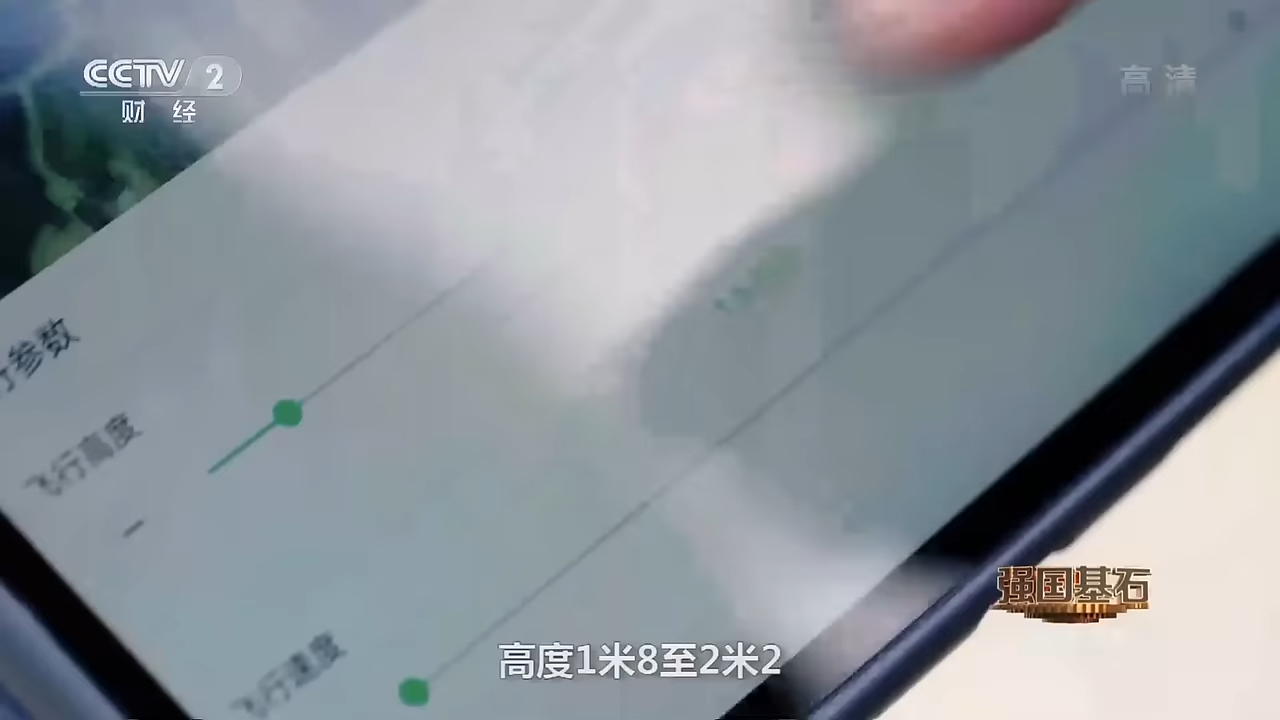 CCTV 2
财 经
高 清
行参数
飞行高度
飞行速度
强国基石
高度1米8至2米2